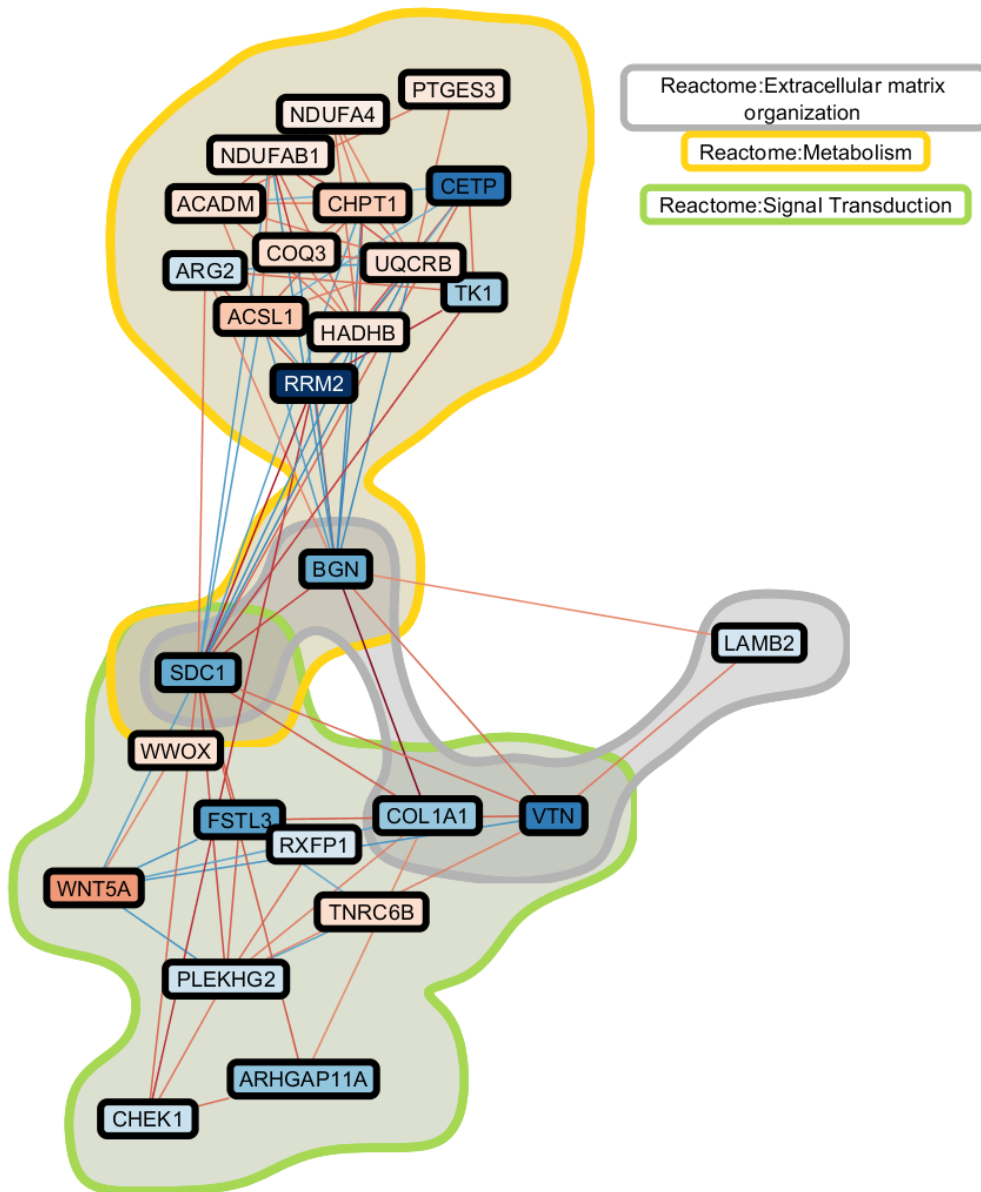 PTGES3
Reactome:Extracellular matrix
organization
NDUFA4
NDUFAB1
Reactome:Metabolism
CETP
ACADM
CHPT1
Reactome:Signal Transduction
COQ3
UQCRB
ARG2
TK1
ACSL1
HADHB
RRM2
BGN
LAMB2
SDC1
WWOX
FSTL3
COL1A1
VTN
RXFP1
WNT5A
TNRC6B
PLEKHG2
ARHGAP11A
CHEK1